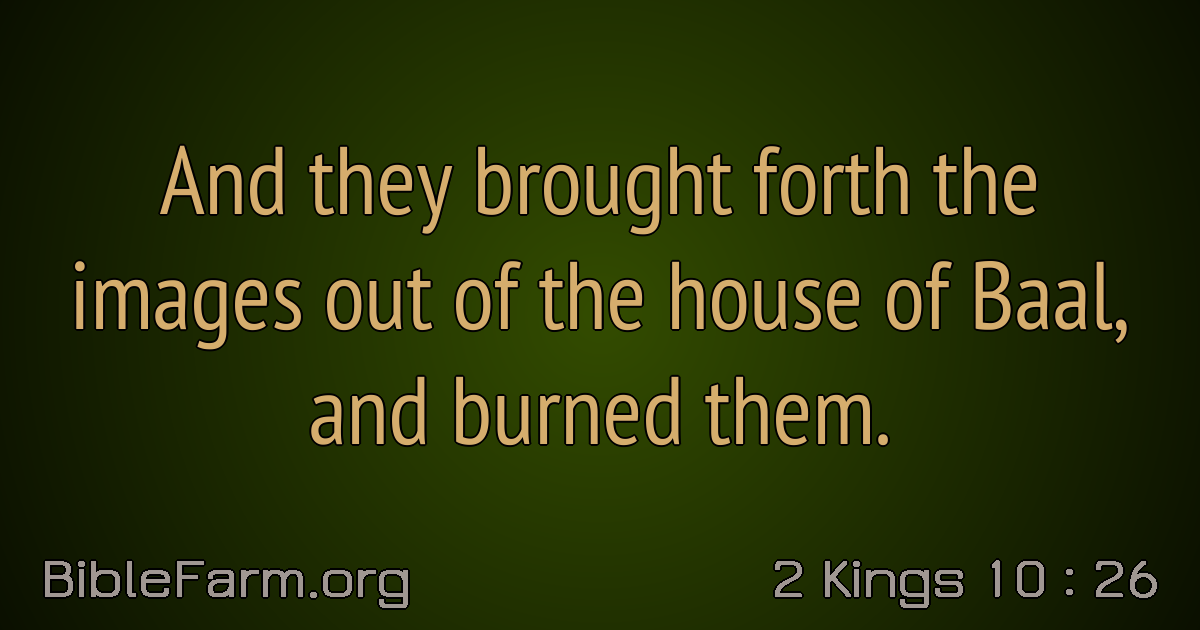 And they brought forth the
images out of the house of Baal,
and burned them.
BibleFarm.org
2 Kings 10 : 26